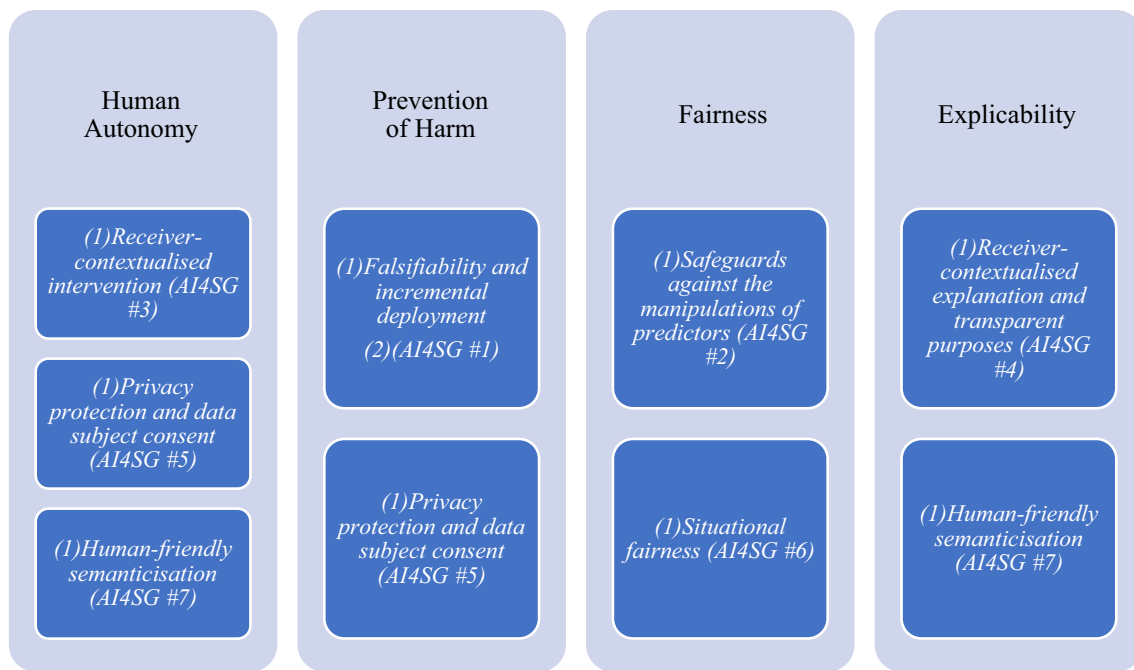 Human
Autonomy
(1)Receiver-
contextualised
intervention (AI4SG
#3)
(1)Privacy
protection and data
subject consent
(AI4SG #5)
(1)Human-friendly
semanticisation
(AI4SG #7)
Prevention
of Harm
(1)Falsifiability and
incremental
deployment
(2)(AI4SG #1)
(1)Privacy
protection and data
subject consent
(AI4SG #5)
Fairness
(1)Safeguards
against the
manipulations of
predictors (AI4SG
#2)
(1)Situational
fairness (AI4SG #6)
Explicability
(1)Receiver-
contextualised
explanation and
transparent
purposes (AI4SG
#4)
(1)Human-friendly
semanticisation
(AI4SG #7)